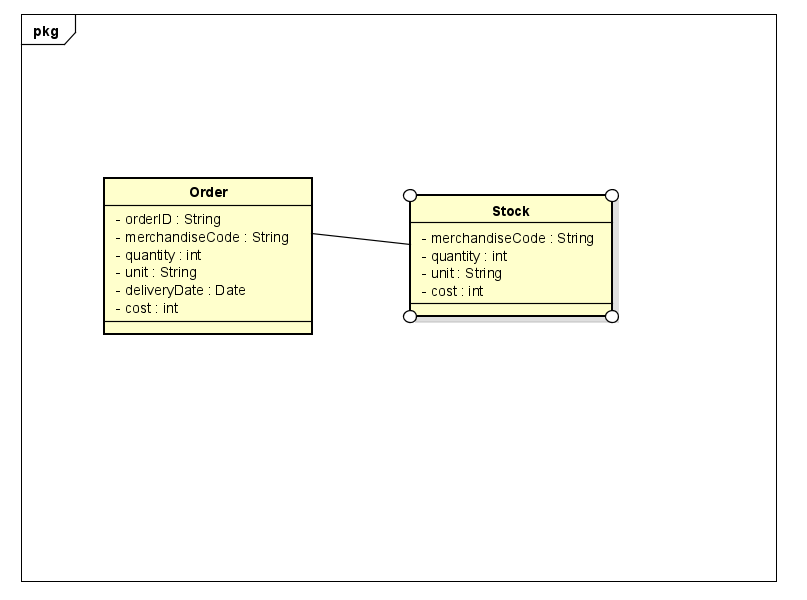 pkg
Order
- orderID : String
- merchandiseCode : String
- quantity : int
- unit : String
- deliveryDate : Date
- cost : int
Stock
- merchandiseCode : String
- quantity : int
- unit : String
- cost : int